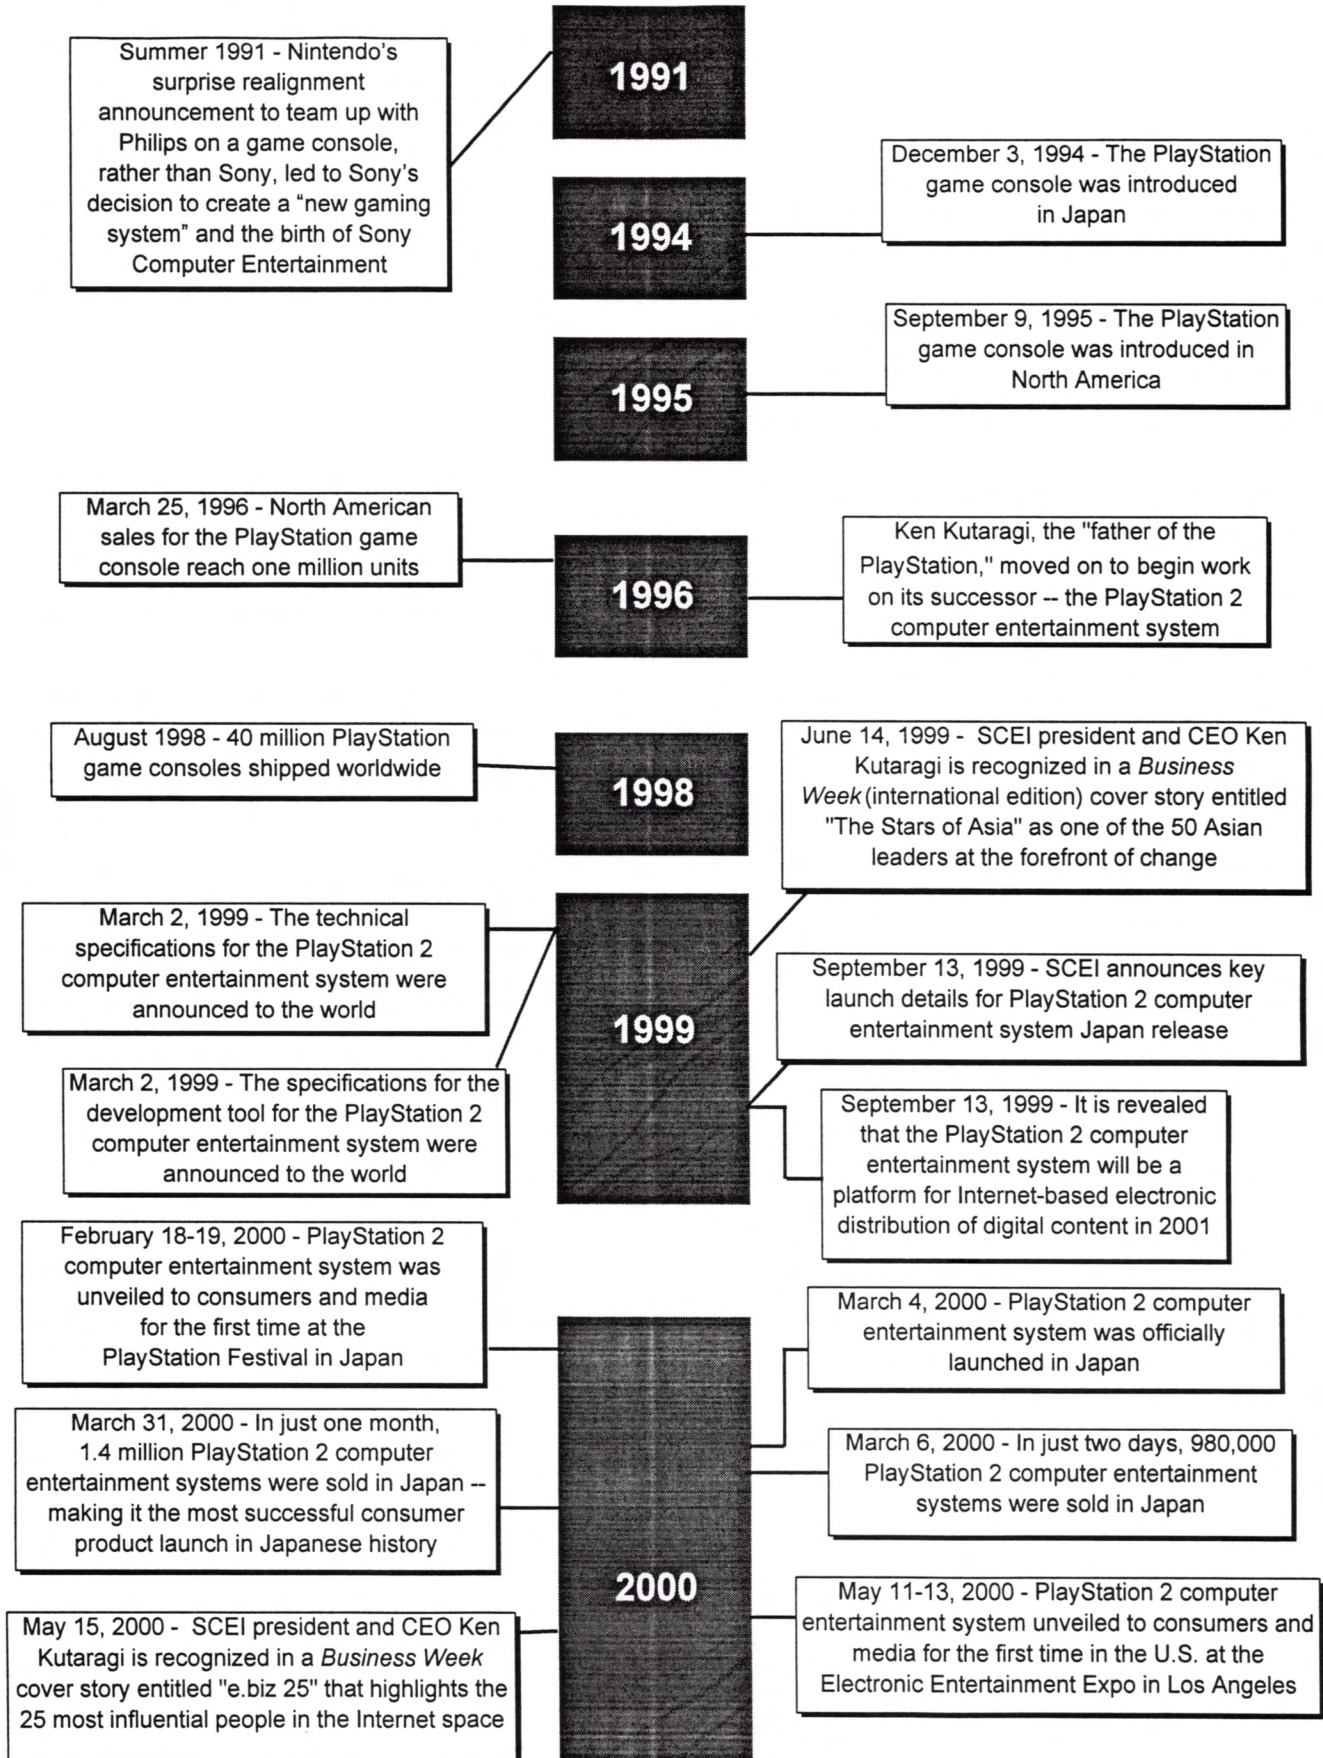 1991
Summer 1991 - Nintendo's
surprise realignment
announcement to team up with
Philips on a game console,
rather than Sony, led to Sony's
decision to create a “new gaming
system” and the birth of Sony
Computer Entertainment
1994
December 3, 1994 - The PlayStation
game console was introduced
in Japan
1995
September 9, 1995 - The PlayStation
game console was introduced in
North America
1996
March 25, 1996 - North American
sales for the PlayStation game
console reach one million units
Ken Kutaragi, the "father of the
PlayStation," moved on to begin work
on its successor -- the PlayStation 2
computer entertainment system
1998
August 1998 - 40 million PlayStation
game consoles shipped worldwide
1999
March 2, 1999 - The technical
specifications for the PlayStation 2
computer entertainment system were
announced to the world
March 2, 1999 - The specifications for the
development tool for the PlayStation 2
computer entertainment system were
announced to the world
June 14, 1999 - SCEI president and CEO Ken
Kutaragi is recognized in a Business
Week (international edition) cover story entitled
"The Stars of Asia" as one of the 50 Asian
leaders at the forefront of change
September 13, 1999 - SCEI announces key
launch details for PlayStation 2 computer
entertainment system Japan release
September 13, 1999 - It is revealed
that the PlayStation 2 computer
entertainment system will be a
platform for Internet-based electronic
distribution of digital content in 2001
2000
February 18-19, 2000 - PlayStation 2
computer entertainment system was
unveiled to consumers and media
for the first time at the
PlayStation Festival in Japan
March 4, 2000 - PlayStation 2 computer
entertainment system was officially
launched in Japan
March 6, 2000 - In just two days, 980,000
PlayStation 2 computer entertainment
systems were sold in Japan
March 31, 2000 - In just one month,
1.4 million PlayStation 2 computer
entertainment systems were sold in Japan --
making it the most successful consumer
product launch in Japanese history
May 11-13, 2000 - PlayStation 2 computer
entertainment system unveiled to consumers and
media for the first time in the U.S. at the
Electronic Entertainment Expo in Los Angeles
May 15, 2000 - SCEI president and CEO Ken
Kutaragi is recognized in a Business Week
cover story entitled "e.biz 25" that highlights the
25 most influential people in the Internet space